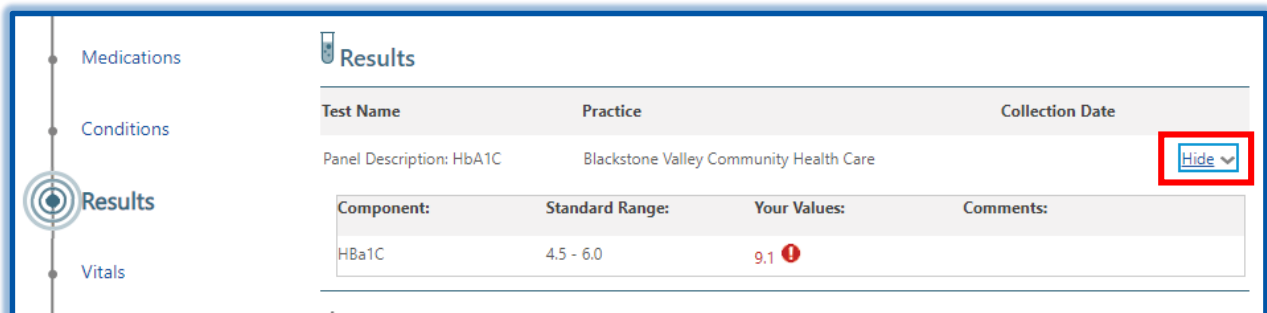 Medications
Conditions
Results
Vitals
Results
Test Name Practice Collection Date
Panel Description: HbA1C Blackstone Valley Community Health Care Hide
Component: Standard Range: Your Values: Comments:
HBa1C 4.5 - 6.0 9.1